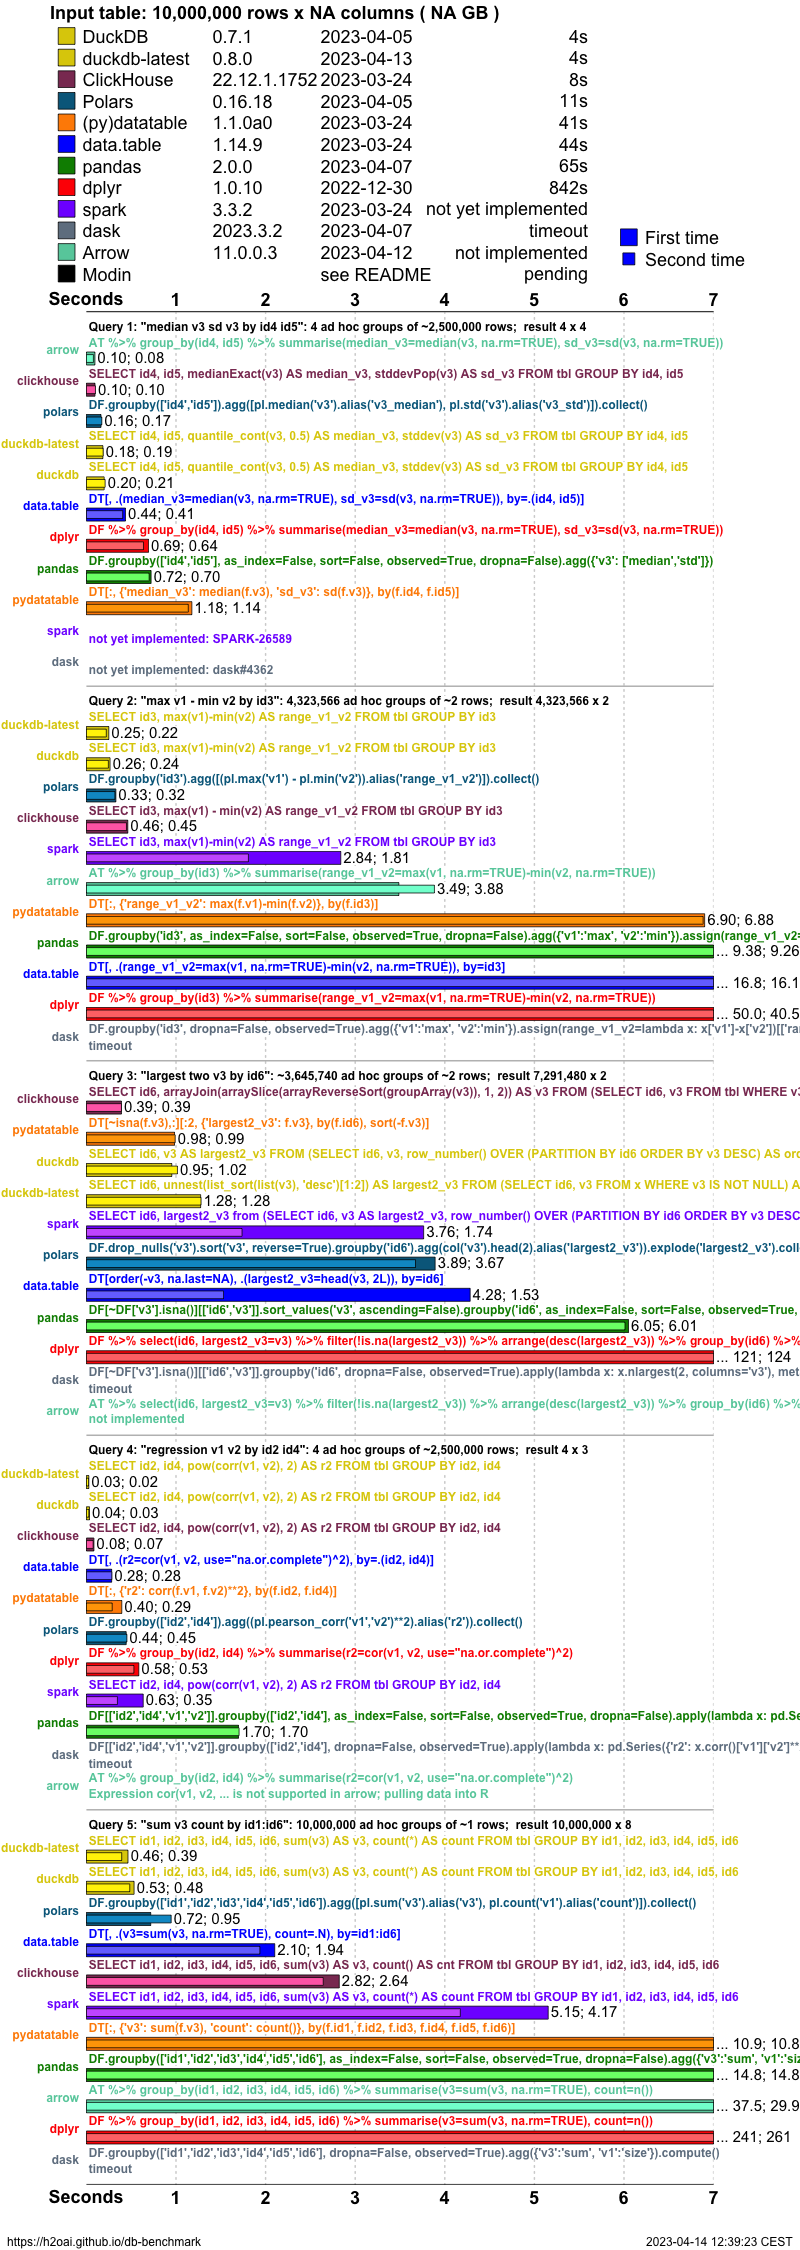 Input table: 10,000,000 rows x NA columns ( NA GB )
DuckDB 0.7.1 2023-04-05 4s
duckdb-latest 0.8.0 2023-04-13 4s
ClickHouse 22.12.1.1752 2023-03-24 8s
Polars 0.16.18 2023-04-05 11s
(py)datatable 1.1.0a0 2023-03-24 41s
data.table 1.14.9 2023-03-24 44s
pandas 2.0.0 2023-04-07 65s
dplyr 1.0.10 2022-12-30 842s
spark 3.3.2 2023-03-24 not yet implemented
dask 2023.3.2 2023-04-07 timeout
Arrow 11.0.0.3 2023-04-12 not implemented
Modin see README pending
First time
Second time
Seconds 1 2 3 4 5 6 7
Query 1: "median v3 sd v3 by id4 id5": 4 ad hoc groups of ~2,500,000 rows; result 4 x 4
AT %>% group_by(id4, id5) %>% summarise(median_v3=median(v3, na.rm=TRUE), sd_v3=sd(v3, na.rm=TRUE))
arrow 0.10; 0.08
SELECT id4, id5, medianExact(v3) AS median_v3, stddevPop(v3) AS sd_v3 FROM tbl GROUP BY id4, id5
clickhouse 0.10; 0.10
DF.groupby(['id4','id5']).agg([pl.median('v3').alias('v3_median'), pl.std('v3').alias('v3_std')]).collect()
polars 0.16; 0.17
SELECT id4, id5, quantile_cont(v3, 0.5) AS median_v3, stddev(v3) AS sd_v3 FROM tbl GROUP BY id4, id5
duckdb-latest 0.18; 0.19
SELECT id4, id5, quantile_cont(v3, 0.5) AS median_v3, stddev(v3) AS sd_v3 FROM tbl GROUP BY id4, id5
duckdb 0.20; 0.21
DT[, .(median_v3=median(v3, na.rm=TRUE), sd_v3=sd(v3, na.rm=TRUE)), by=.(id4, id5)]
data.table 0.44; 0.41
DF %>% group_by(id4, id5) %>% summarise(median_v3=median(v3, na.rm=TRUE), sd_v3=sd(v3, na.rm=TRUE))
dplyr 0.69; 0.64
DF.groupby(['id4','id5'], as_index=False, sort=False, observed=True, dropna=False).agg({'v3': ['median','std']})
pandas 0.72; 0.70
DT[:, {'median_v3': median(f.v3), 'sd_v3': sd(f.v3)}, by(f.id4, f.id5)]
pydatatable 1.18; 1.14
spark not yet implemented: SPARK-26589
dask not yet implemented: dask#4362
Query 2: "max v1 - min v2 by id3": 4,323,566 ad hoc groups of ~2 rows; result 4,323,566 x 2
SELECT id3, max(v1)-min(v2) AS range_v1_v2 FROM tbl GROUP BY id3
duckdb-latest 0.25; 0.22
SELECT id3, max(v1)-min(v2) AS range_v1_v2 FROM tbl GROUP BY id3
duckdb 0.26; 0.24
DF.groupby('id3').agg([(pl.max('v1') - pl.min('v2')).alias('range_v1_v2')]).collect()
polars 0.33; 0.32
SELECT id3, max(v1) - min(v2) AS range_v1_v2 FROM tbl GROUP BY id3
clickhouse 0.46; 0.45
SELECT id3, max(v1)-min(v2) AS range_v1_v2 FROM tbl GROUP BY id3
spark 2.84; 1.81
AT %>% group_by(id3) %>% summarise(range_v1_v2=max(v1, na.rm=TRUE)-min(v2, na.rm=TRUE))
arrow 3.49; 3.88
DT[:, {'range_v1_v2': max(f.v1)-min(f.v2)}, by(f.id3)]
pydatatable 6.90; 6.88
DF.groupby('id3', as_index=False, sort=False, observed=True, dropna=False).agg({'v1':'max', 'v2':'min'}).assign(range_v1_v2=
pandas ... 9.38; 9.26
DT[, .(range_v1_v2=max(v1, na.rm=TRUE)-min(v2, na.rm=TRUE)), by=id3]
data.table ... 16.8; 16.1
DF %>% group_by(id3) %>% summarise(range_v1_v2=max(v1, na.rm=TRUE)-min(v2, na.rm=TRUE))
dplyr ... 50.0; 40.5
DF.groupby('id3', dropna=False, observed=True).agg({'v1':'max', 'v2':'min'}).assign(range_v1_v2=lambda x: x['v1']-x['v2'])[['ra
dask timeout
Query 3: "largest two v3 by id6": ~3,645,740 ad hoc groups of ~2 rows; result 7,291,480 x 2
SELECT id6, arrayJoin(arraySlice(arrayReverseSort(groupArray(v3)), 1, 2)) AS v3 FROM (SELECT id6, v3 FROM tbl WHERE v3
clickhouse 0.39; 0.39
DT[~isna(f.v3),:][:2, {'largest2_v3': f.v3}, by(f.id6), sort(-f.v3)]
pydatatable 0.98; 0.99
SELECT id6, v3 AS largest2_v3 FROM (SELECT id6, v3, row_number() OVER (PARTITION BY id6 ORDER BY v3 DESC) AS ord
duckdb 0.95; 1.02
SELECT id6, unnest(list_sort(list(v3), 'desc')[1:2]) AS largest2_v3 FROM (SELECT id6, v3 FROM x WHERE v3 IS NOT NULL) A
duckdb-latest 1.28; 1.28
SELECT id6, largest2_v3 from (SELECT id6, v3 AS largest2_v3, row_number() OVER (PARTITION BY id6 ORDER BY v3 DESC
spark 3.76; 1.74
DF.drop_nulls('v3').sort('v3', reverse=True).groupby('id6').agg(col('v3').head(2).alias('largest2_v3')).explode('largest2_v3').coll
polars 3.89; 3.67
DT[order(-v3, na.last=NA), .(largest2_v3=head(v3, 2L)), by=id6]
data.table 4.28; 1.53
DF[~DF['v3'].isna()][['id6','v3']].sort_values('v3', ascending=False).groupby('id6', as_index=False, sort=False, observed=True,
pandas 6.05; 6.01
DF %>% select(id6, largest2_v3=v3) %>% filter(!is.na(largest2_v3)) %>% arrange(desc(largest2_v3)) %>% group_by(id6) %>%
dplyr ... 121; 124
DF[~DF['v3'].isna()][['id6','v3']].groupby('id6', dropna=False, observed=True).apply(lambda x: x.nlargest(2, columns='v3'), met
dask timeout
AT %>% select(id6, largest2_v3=v3) %>% filter(!is.na(largest2_v3)) %>% arrange(desc(largest2_v3)) %>% group_by(id6) %>%
arrow not implemented
Query 4: "regression v1 v2 by id2 id4": 4 ad hoc groups of ~2,500,000 rows; result 4 x 3
SELECT id2, id4, pow(corr(v1, v2), 2) AS r2 FROM tbl GROUP BY id2, id4
duckdb-latest 0.03; 0.02
SELECT id2, id4, pow(corr(v1, v2), 2) AS r2 FROM tbl GROUP BY id2, id4
duckdb 0.04; 0.03
SELECT id2, id4, pow(corr(v1, v2), 2) AS r2 FROM tbl GROUP BY id2, id4
clickhouse 0.08; 0.07
DT[, .(r2=cor(v1, v2, use="na.or.complete")^2), by=.(id2, id4)]
data.table 0.28; 0.28
DT[:, {'r2': corr(f.v1, f.v2)**2}, by(f.id2, f.id4)]
pydatatable 0.40; 0.29
DF.groupby(['id2','id4']).agg((pl.pearson_corr('v1','v2')**2).alias('r2')).collect()
polars 0.44; 0.45
DF %>% group_by(id2, id4) %>% summarise(r2=cor(v1, v2, use="na.or.complete")^2)
dplyr 0.58; 0.53
SELECT id2, id4, pow(corr(v1, v2), 2) AS r2 FROM tbl GROUP BY id2, id4
spark 0.63; 0.35
DF[['id2','id4','v1','v2']].groupby(['id2','id4'], as_index=False, sort=False, observed=True, dropna=False).apply(lambda x: pd.Se
pandas 1.70; 1.70
DF[['id2','id4','v1','v2']].groupby(['id2','id4'], dropna=False, observed=True).apply(lambda x: pd.Series({'r2': x.corr()['v1']['v2']**
dask timeout
AT %>% group_by(id2, id4) %>% summarise(r2=cor(v1, v2, use="na.or.complete")^2)
arrow Expression cor(v1, v2, ... is not supported in arrow; pulling data into R
Query 5: "sum v3 count by id1:id6": 10,000,000 ad hoc groups of ~1 rows; result 10,000,000 x 8
SELECT id1, id2, id3, id4, id5, id6, sum(v3) AS v3, count(*) AS count FROM tbl GROUP BY id1, id2, id3, id4, id5, id6
duckdb-latest 0.46; 0.39
SELECT id1, id2, id3, id4, id5, id6, sum(v3) AS v3, count(*) AS count FROM tbl GROUP BY id1, id2, id3, id4, id5, id6
duckdb 0.53; 0.48
DF.groupby(['id1','id2','id3','id4','id5','id6']).agg([pl.sum('v3').alias('v3'), pl.count('v1').alias('count')]).collect()
polars 0.72; 0.95
DT[, .(v3=sum(v3, na.rm=TRUE), count=.N), by=id1:id6]
data.table 2.10; 1.94
SELECT id1, id2, id3, id4, id5, id6, sum(v3) AS v3, count() AS cnt FROM tbl GROUP BY id1, id2, id3, id4, id5, id6
clickhouse 2.82; 2.64
SELECT id1, id2, id3, id4, id5, id6, sum(v3) AS v3, count(*) AS count FROM tbl GROUP BY id1, id2, id3, id4, id5, id6
spark 5.15; 4.17
DT[:, {'v3': sum(f.v3), 'count': count()}, by(f.id1, f.id2, f.id3, f.id4, f.id5, f.id6)]
pydatatable ... 10.9; 10.8
DF.groupby(['id1','id2','id3','id4','id5','id6'], as_index=False, sort=False, observed=True, dropna=False).agg({'v3':'sum', 'v1':'siz
pandas ... 14.8; 14.8
AT %>% group_by(id1, id2, id3, id4, id5, id6) %>% summarise(v3=sum(v3, na.rm=TRUE), count=n())
arrow ... 37.5; 29.9
DF %>% group_by(id1, id2, id3, id4, id5, id6) %>% summarise(v3=sum(v3, na.rm=TRUE), count=n())
dplyr ... 241; 261
DF.groupby(['id1','id2','id3','id4','id5','id6'], dropna=False, observed=True).agg({'v3':'sum', 'v1':'size'}).compute()
dask timeout
Seconds 1 2 3 4 5 6 7
https://h2oai.github.io/db-benchmark 2023-04-14 12:39:23 CEST